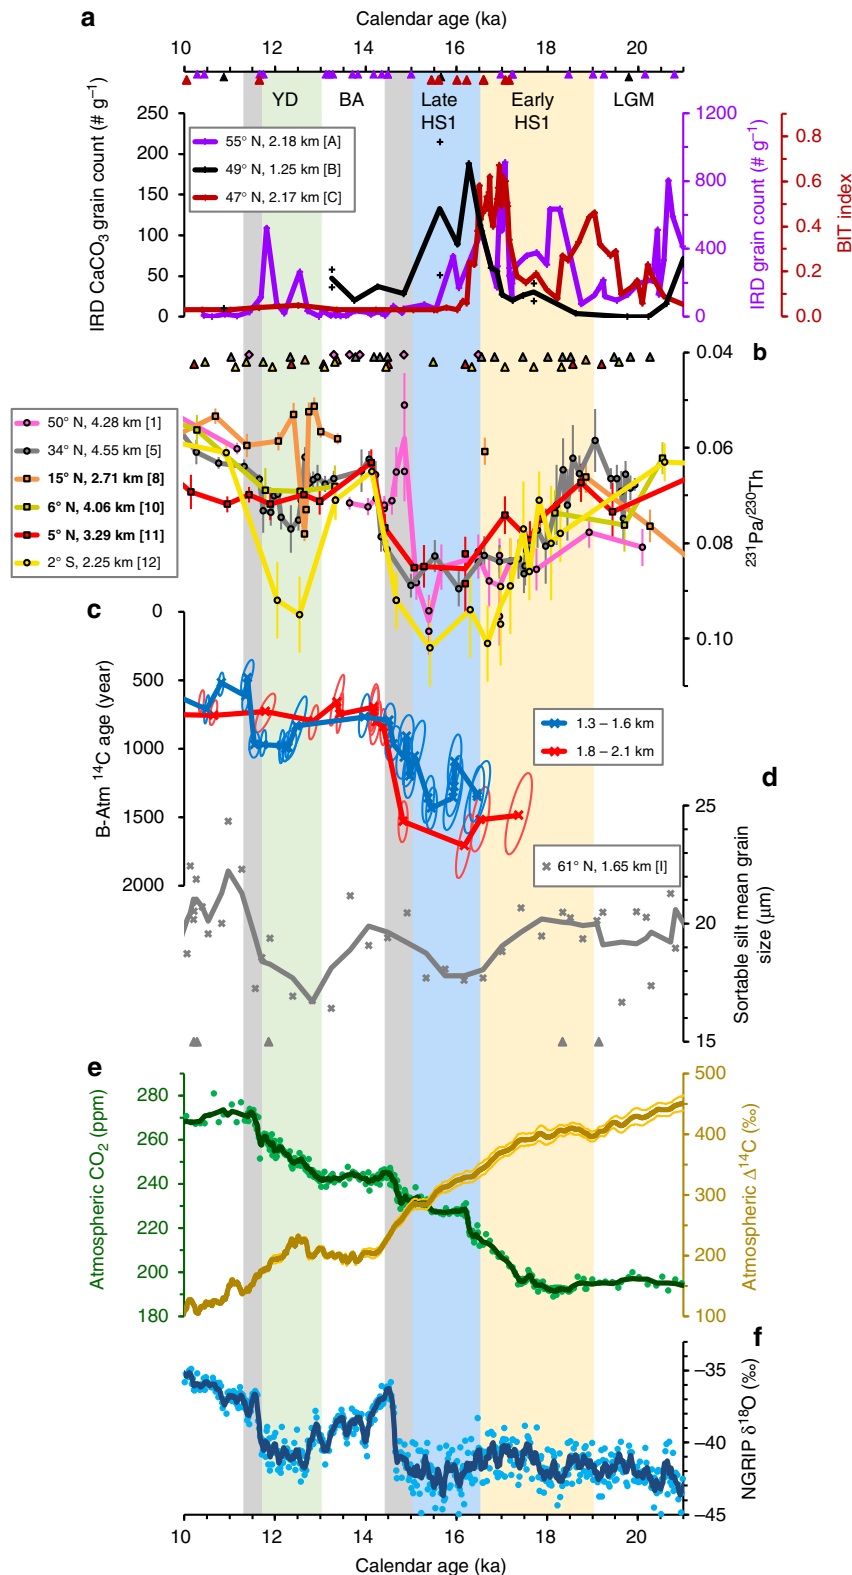 a
Calendar age (ka)
10 12 14 16 18 20
YD BA Late HS1 Early HS1 LGM
IRD CaCO3 grain count (# g–1)
250
200
150
100
50
0
55° N, 2.18 km [A]
49° N, 1.25 km [B]
47° N, 2.17 km [C]
1200
900
600
400
0
IRD grain count (# g–1)
0.8
0.6
0.4
0.2
0.0
BIT index
b
50° N, 4.28 km [1]
34° N, 4.55 km [5]
15° N, 2.71 km [8]
6° N, 4.06 km [10]
5° N, 3.29 km [11]
2° S, 2.25 km [12]
0.04
0.06
0.08
0.10
231Pa/230Th
c
0
500
1000
1500
2000
B-Atm 14C age (year)
1.3 – 1.6 km
1.8 – 2.1 km
d
61° N, 1.65 km [I]
25
20
15
Sortable silt mean grain
size (μm)
e
280
260
240
220
200
180
Atmospheric CO2 (ppm)
500
400
300
200
100
Atmospheric Δ14C (‰)
f
–35
–40
–45
NGRIP δ18O (‰)
10 12 14 16 18 20
Calendar age (ka)